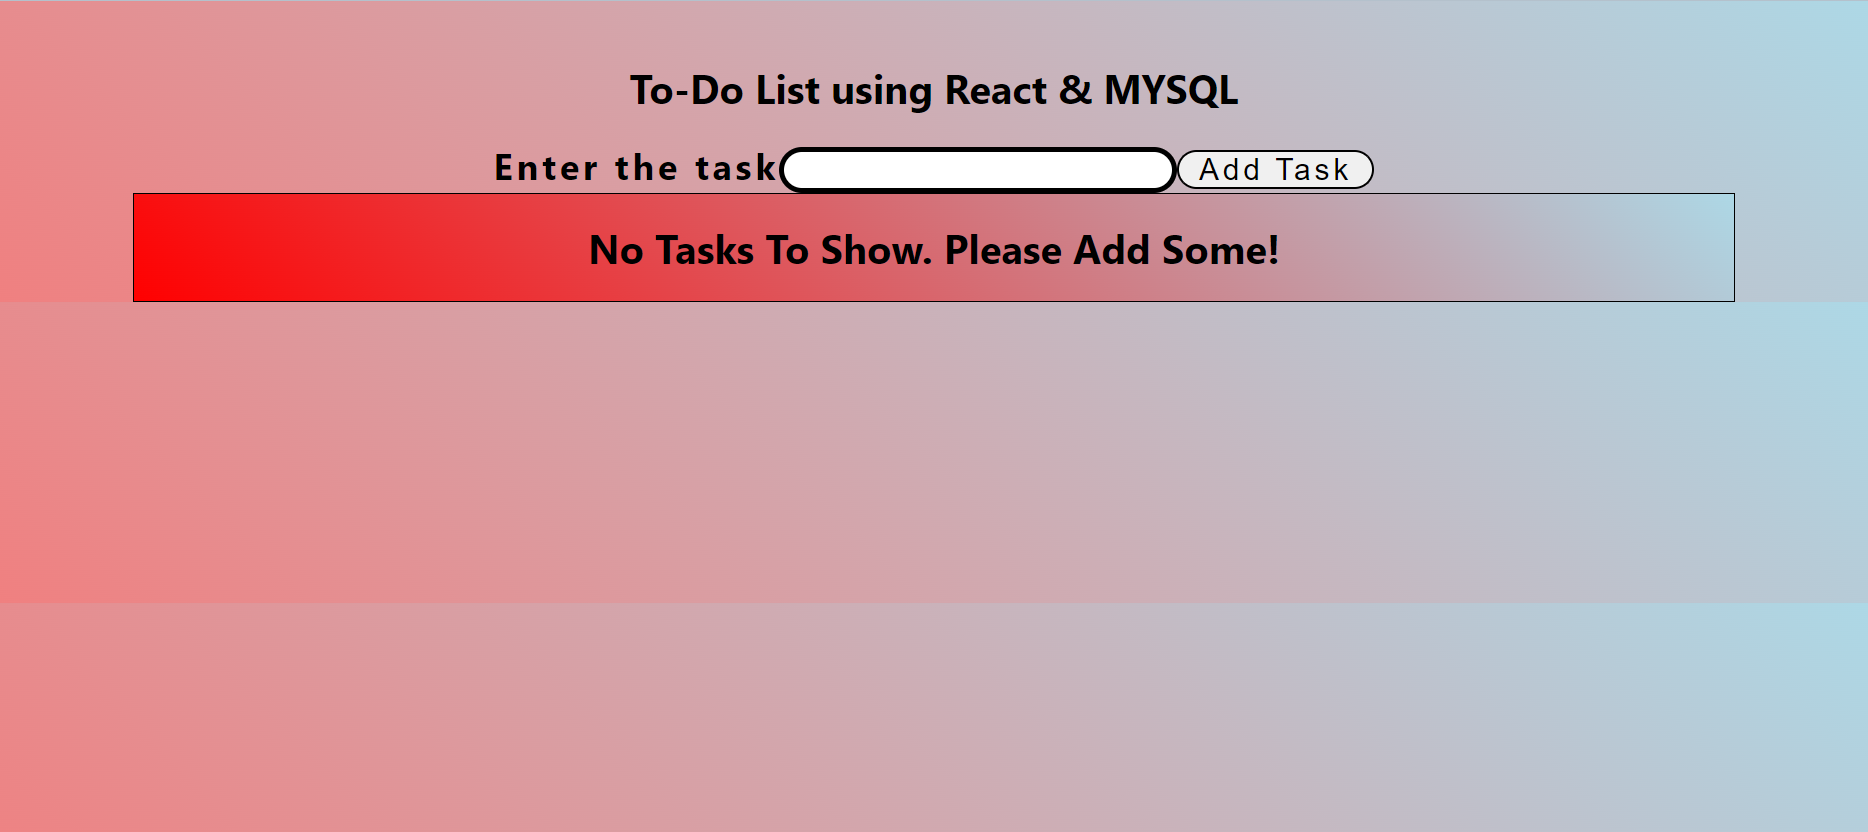 To-Do List using React & MYSQL
Enter the task Add Task
No Tasks To Show. Please Add Some!